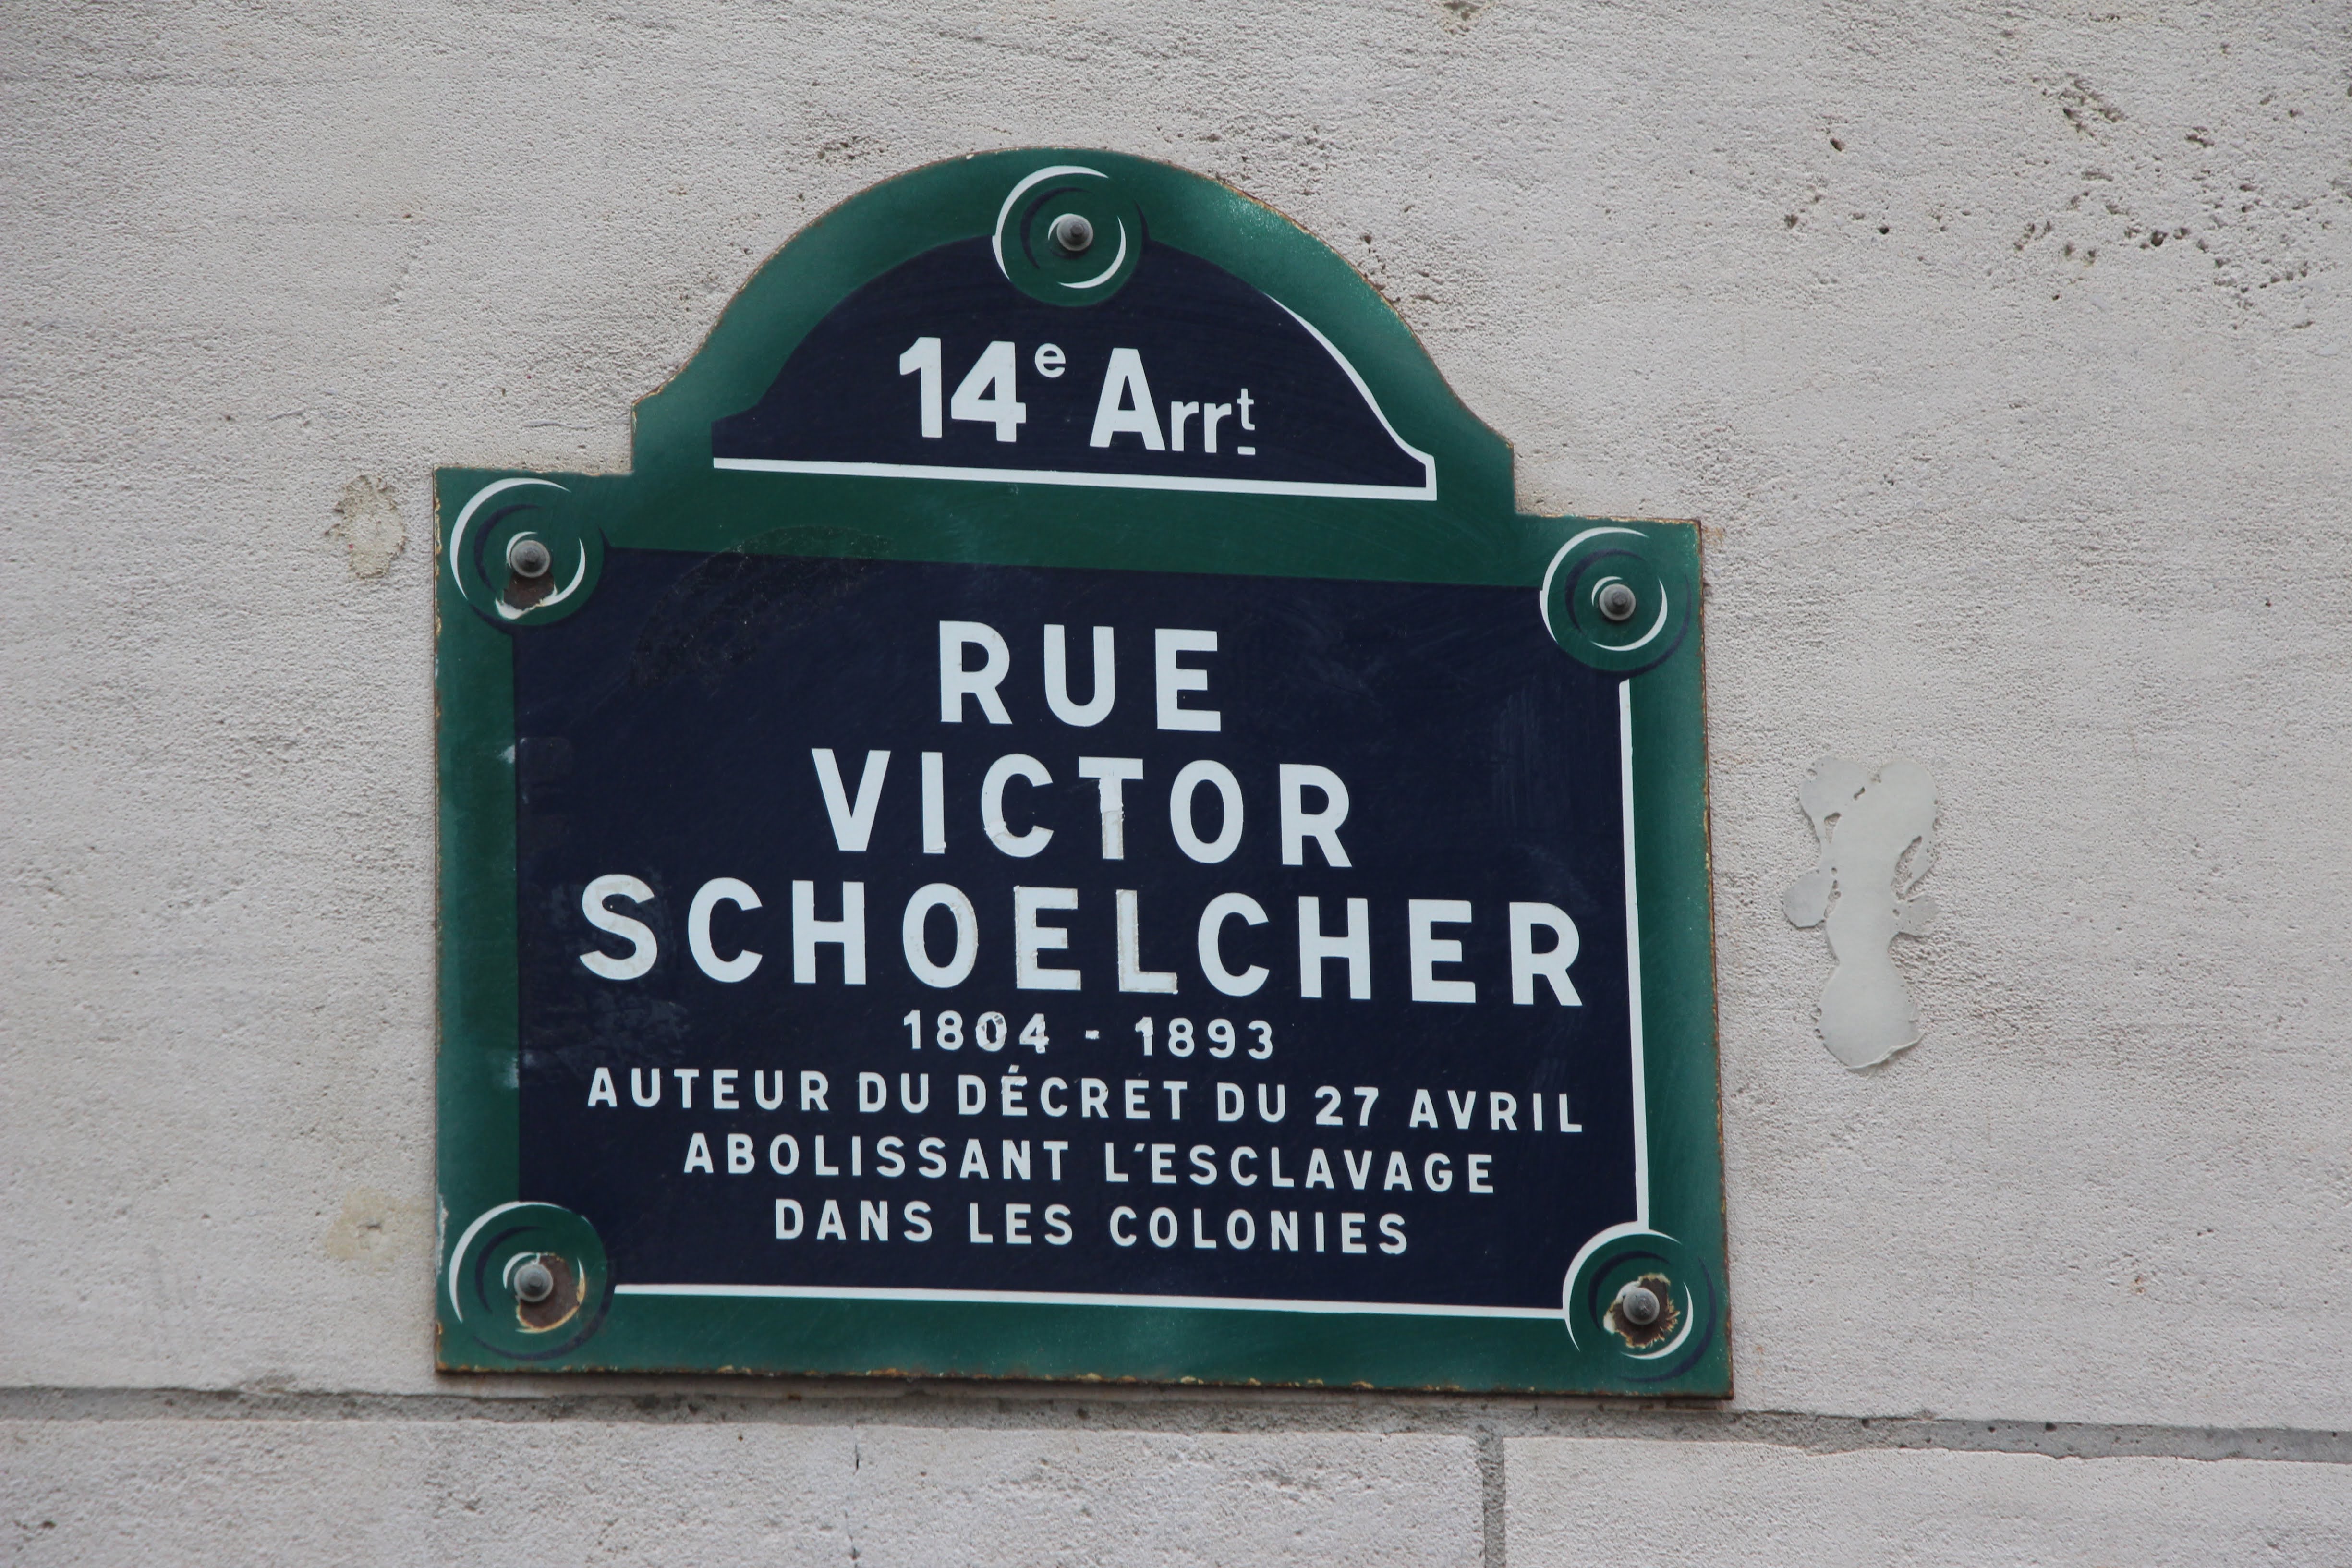 14e Arrt
RUE
VICTOR
SCHOELCHER
1804 - 1893
AUTEUR DU DÉCRET DU 27 AVRIL
ABOLISSANT L'ESCLAVAGE
DANS LES COLONIES